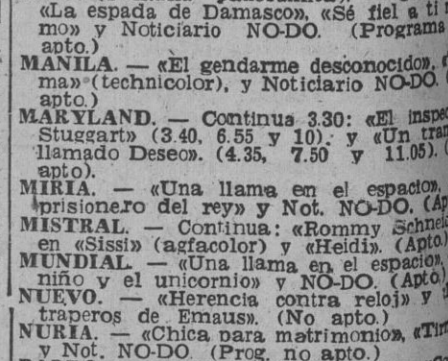 «La espada de Damasco», «Sé fiel a ti
mo» y Noticiario NO-DO. (Programa
apto.)
MANILA. — «El gendarme desconocido»,
ma» (technicolor), y Noticiario NO-DO.
apto.)
MARYLAND. — Continua 3.30: «El inspec
Stuggart» (3.40, 6.55 y 10); y «Un tran
llamado Deseo». (4.35, 7.50 y 11.05). (
apto).
MIRIA. — «Una llama en el espacio»,
prisionero del rey» y Not. NO-DO. (Ap
MISTRAL. — Continua: «Rommy Schneid
en «Sissi» (agfacolor) y «Heidi». (Apto)
MUNDIAL. — «Una llama en el espacio»,
niño y el unicornio» y NO-DO. (Apto.
NUEVO. — «Herencia contra reloj» y
traperos de Emaus». (No apto.)
NURIA. — «Chica para matrimonio», «Tim
y Not. NO-DO. (Prog. no apto.)